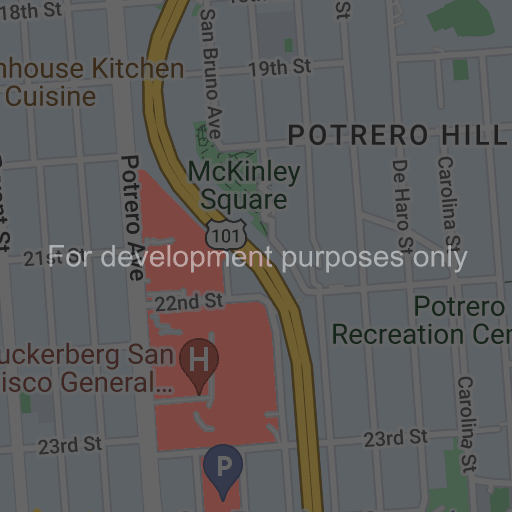 18th St
San Bruno Ave
St
nhouse Kitchen
Cuisine
19th St
POTRERO HILL
McKinley
Square
Potrero Ave
De Haro St
Carolina St
101
21st St
For development purposes only
22nd St
Potrero
Recreation Cen
uckerberg San
isco General...
H
Carolina St
23rd St
23rd St
P